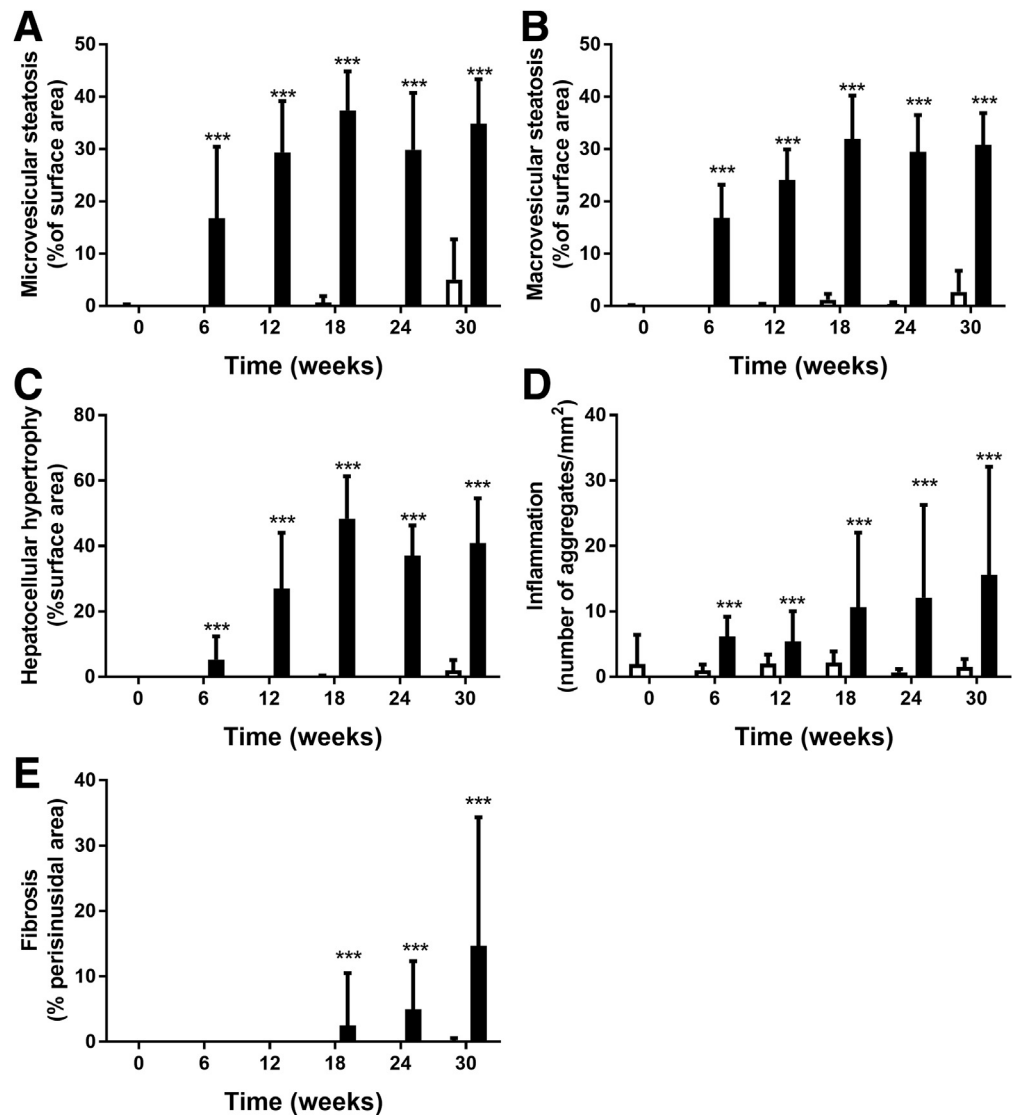 A
Microvesicular steatosis
(%of surface area)
50
40
30
20
10
0
***
***
***
***
***
0 6 12 18 24 30
Time (weeks)
B
Macrovesicular steatosis
(%of surface area)
50
40
30
20
10
0
***
***
***
***
***
0 6 12 18 24 30
Time (weeks)
C
Hepatocellular hypertrophy
(%surface area)
80
60
40
20
0
***
***
***
***
***
0 6 12 18 24 30
Time (weeks)
D
Inflammation
(number of aggregates/mm²)
40
30
20
10
0
***
***
***
***
***
0 6 12 18 24 30
Time (weeks)
E
Fibrosis
(% perisinusidal area)
40
30
20
10
0
***
***
***
0 6 12 18 24 30
Time (weeks)